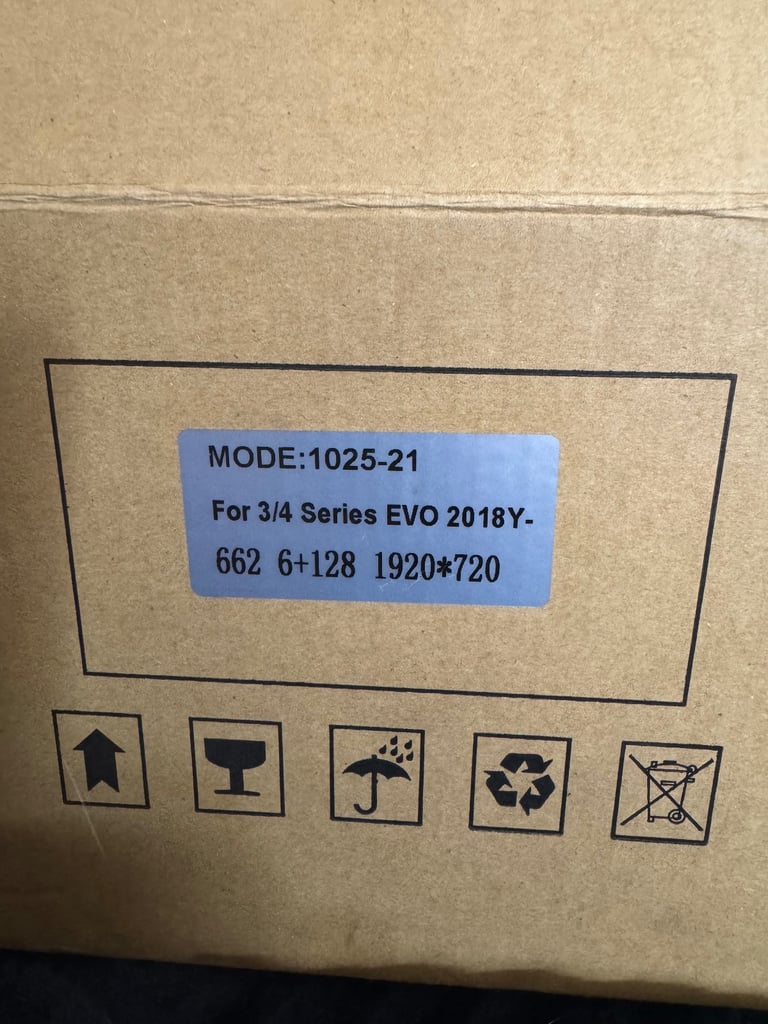 MODE:1025-21
For 3/4 Series EVO 2018Y-
662 6+128 1920*720